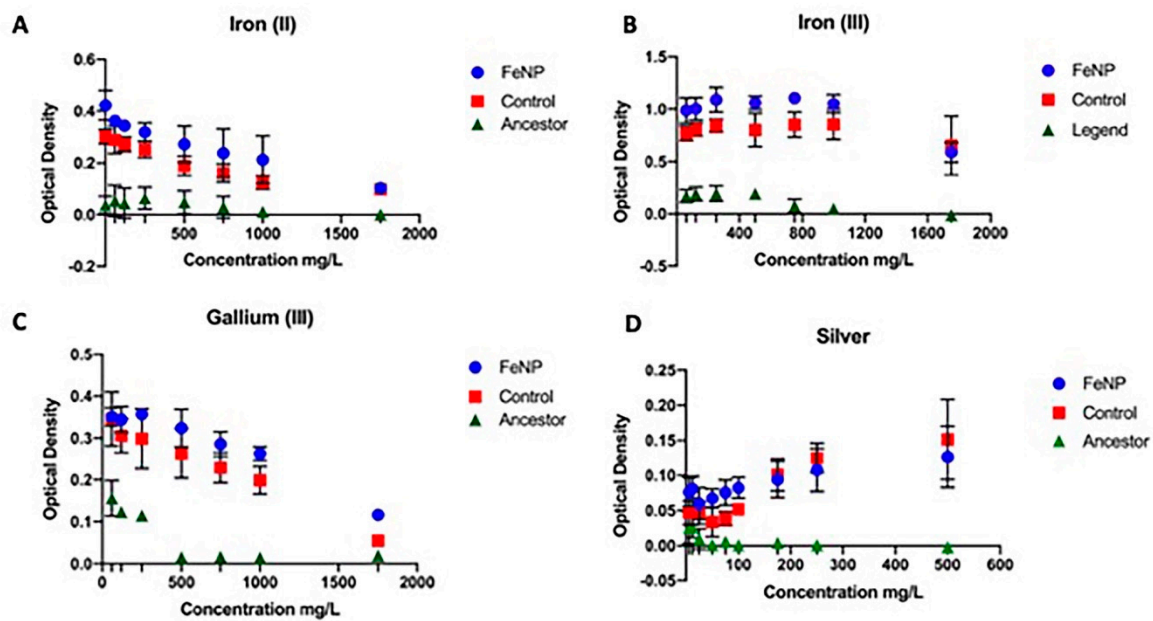 A
Iron (II)
0.6
0.4
0.2
0.0
-0.2
500
1000
1500
2000
Optical Density
Concentration mg/L
FeNP
Control
Ancestor
B
Iron (III)
1.5
1.0
0.5
0.0
-0.5
400
800
1200
1600
2000
Optical Density
Concentration mg/L
FeNP
Control
Legend
C
Gallium (III)
0.5
0.4
0.3
0.2
0.1
0.0
0
500
1000
1500
2000
Optical Density
Concentration mg/L
FeNP
Control
Ancestor
D
Silver
0.25
0.20
0.15
0.10
0.05
0.00
-0.05
100
200
300
400
500
600
Optical Density
Concentration mg/L
FeNP
Control
Ancestor